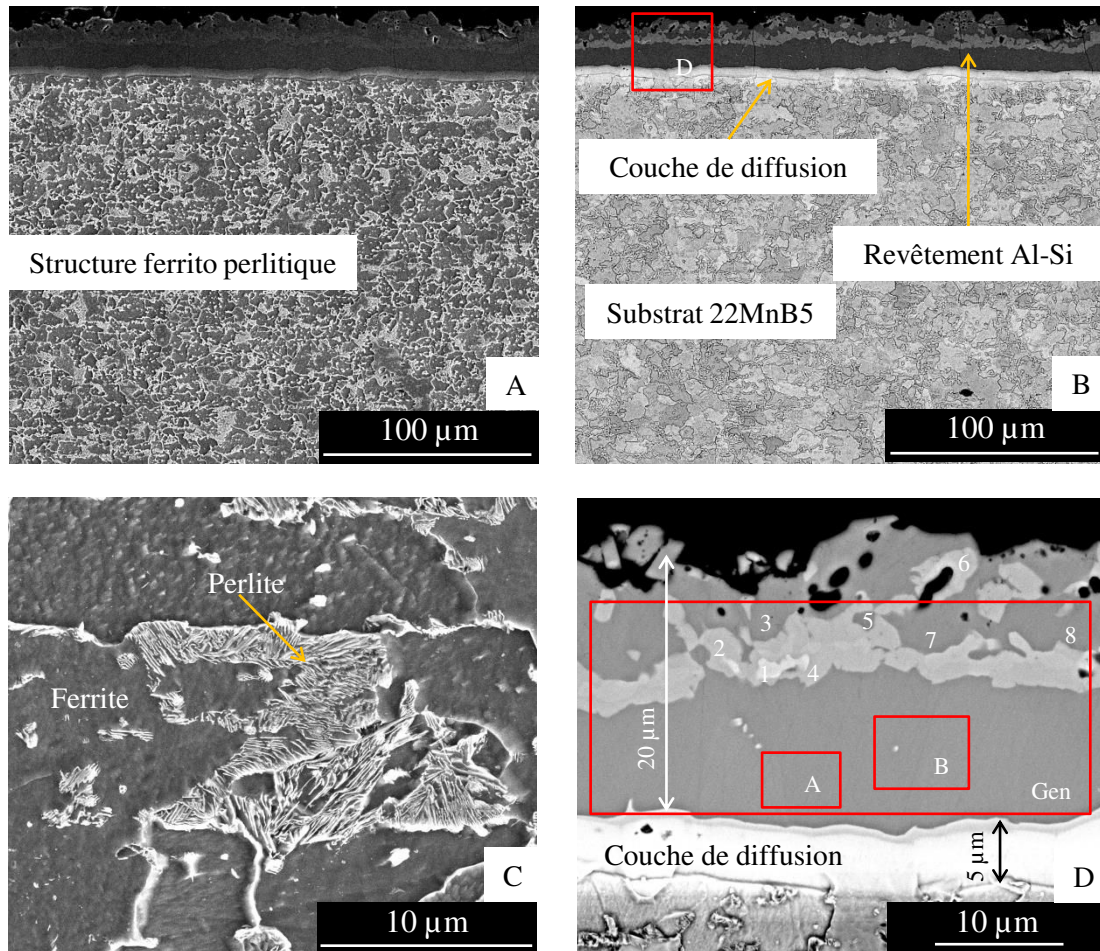 Structure ferrito perlitique
A
100 µm
D
Couche de diffusion
Revêtement Al-Si
Substrat 22MnB5
B
100 µm
Perlite
Ferrite
C
10 µm
6
3
5
2
7
8
1
4
20 µm
B
A
Gen
Couche de diffusion
5 µm
D
10 µm